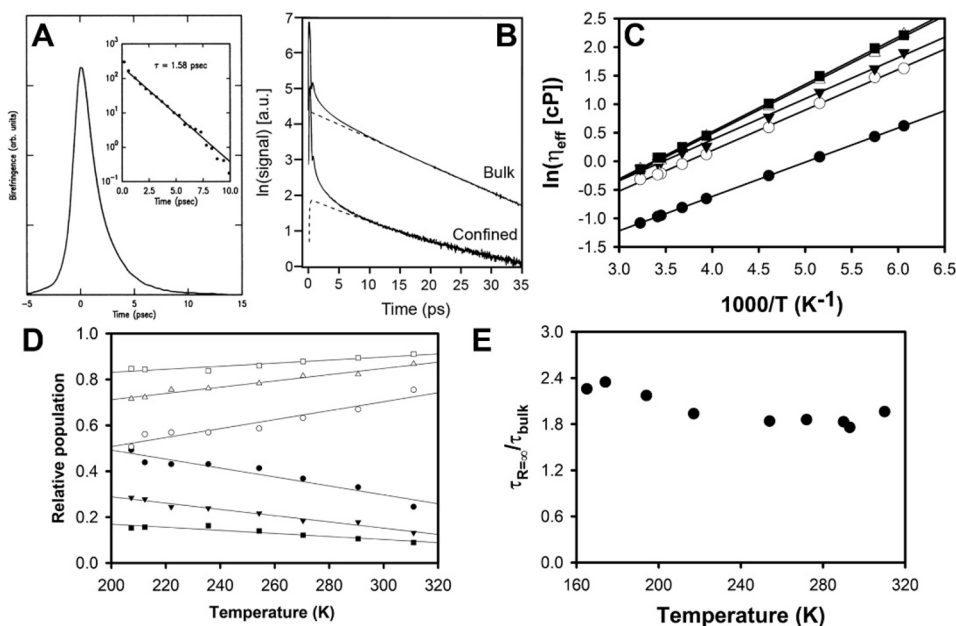 A
Birefringence (arb. units)
10³
10²
10¹
10⁰
10⁻¹
τ = 1.58 psec
0.0 2.5 5.0 7.5 10.0
Time (psec)
−5 0 5 10 15
Time (psec)
B
ln(signal) [a.u.]
7
6
5
4
3
2
1
0
Bulk
Confined
0 5 10 15 20 25 30 35
Time (ps)
C
ln(η_eff [cP])
2.5
2.0
1.5
1.0
0.5
0.0
-0.5
-1.0
-1.5
3.0 3.5 4.0 4.5 5.0 5.5 6.0 6.5
1000/T (K⁻¹)
D
Relative population
1.0
0.8
0.6
0.4
0.2
0.0
200 220 240 260 280 300 320
Temperature (K)
E
τ_R=∞/τ_bulk
3.0
2.4
1.8
1.2
0.6
0.0
160 200 240 280 320
Temperature (K)